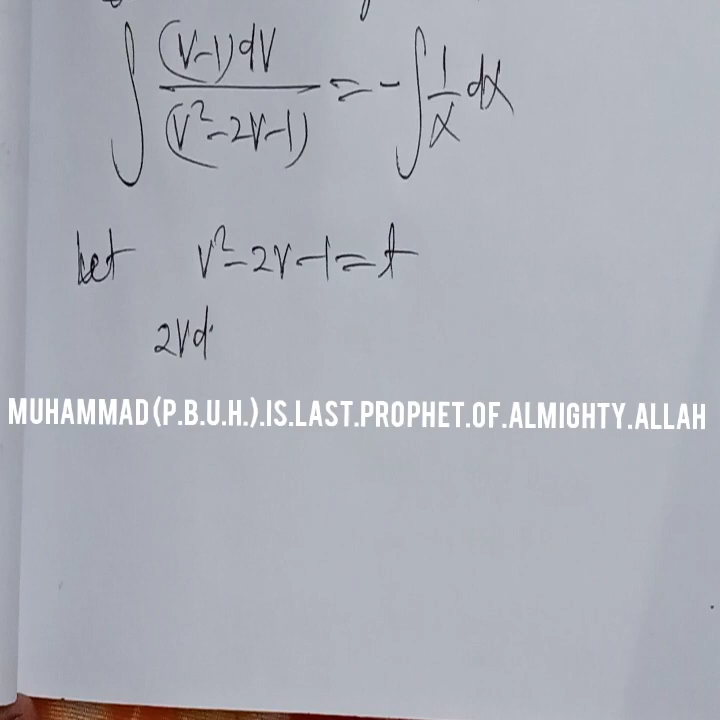 ∫ (V-1)dV / (V²-2V-1) = -∫ 1/x dx
Let V²-2V-1=t
2Vd
MUHAMMAD(P.B.U.H.).IS.LAST.PROPHET.OF.ALMIGHTY.ALLAH